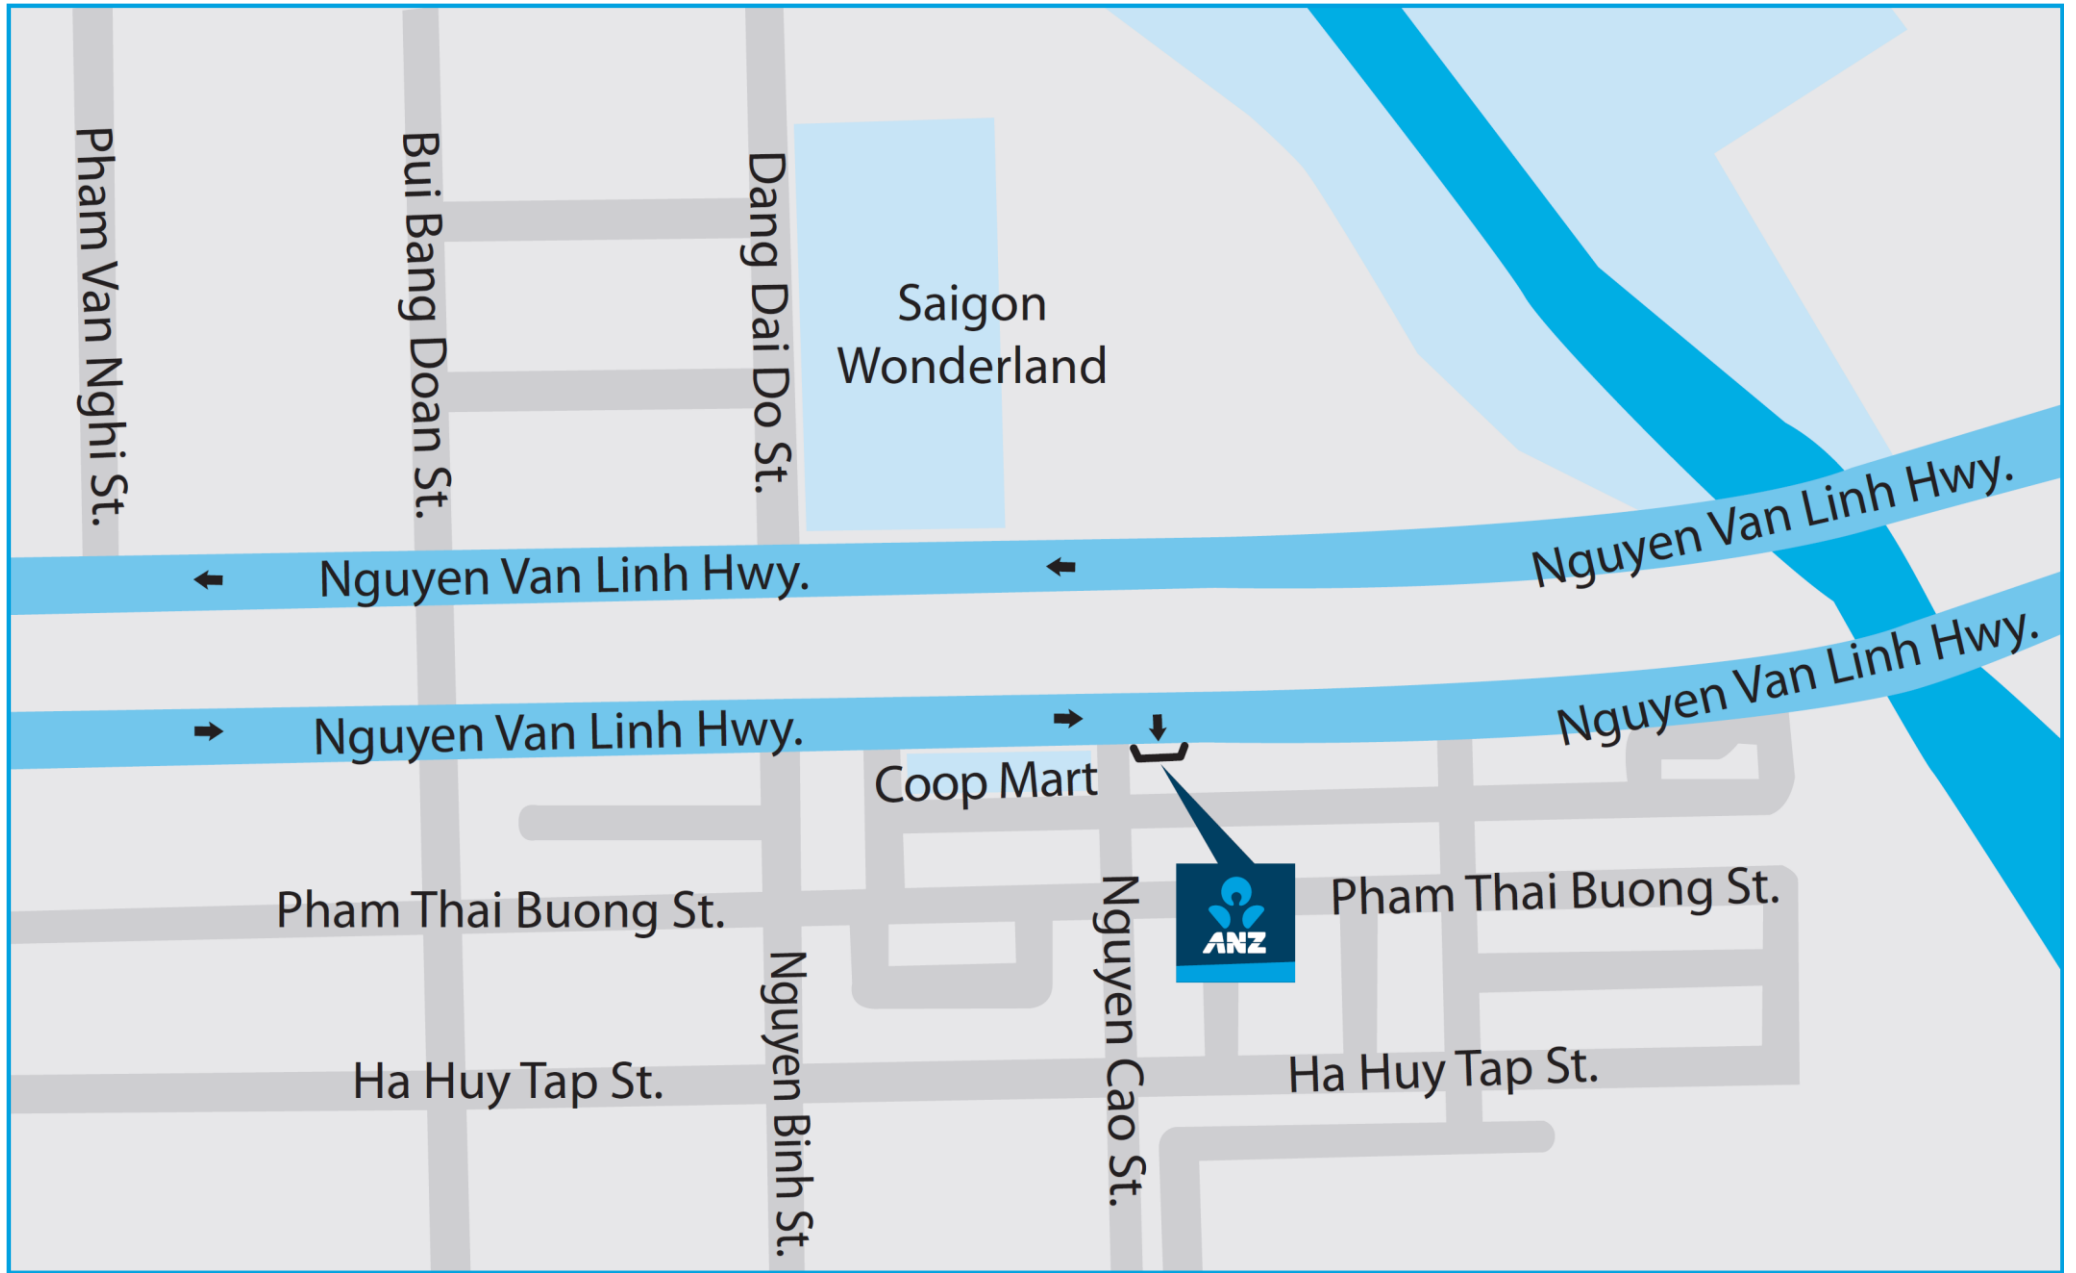 Pham Van Nghi St.
Bui Bang Doan St.
Dang Dai Do St.
Saigon
Wonderland
Nguyen Van Linh Hwy.
Nguyen Van Linh Hwy.
Nguyen Van Linh Hwy.
Nguyen Van Linh Hwy.
Coop Mart
Pham Thai Buong St.
Pham Thai Buong St.
ANZ
Nguyen Binh St.
Nguyen Cao St.
Ha Huy Tap St.
Ha Huy Tap St.